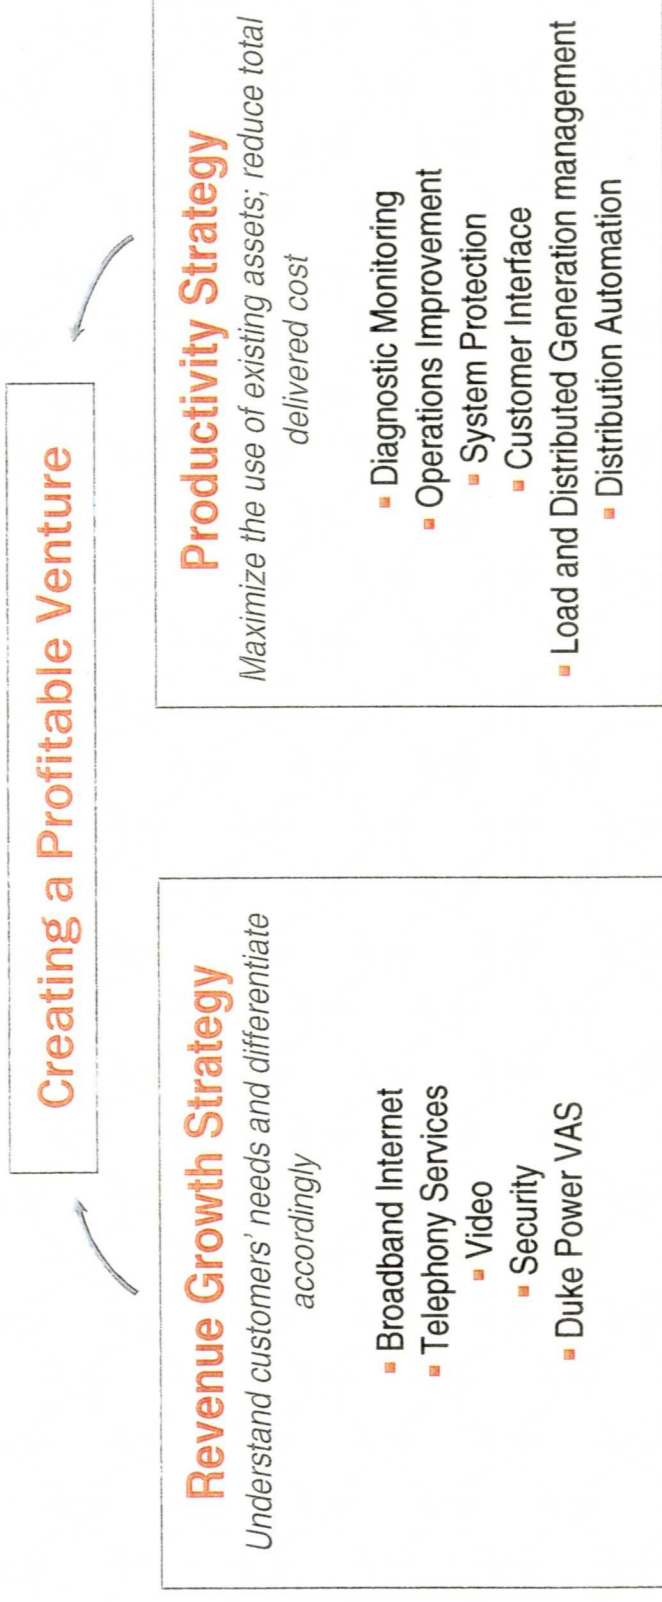 Creating a Profitable Venture
Revenue Growth Strategy
Understand customers' needs and differentiate
accordingly
Broadband Internet
Telephony Services
Video
Security
Duke Power VAS
Productivity Strategy
Maximize the use of existing assets; reduce total
delivered cost
Diagnostic Monitoring
Operations Improvement
System Protection
Customer Interface
Load and Distributed Generation management
Distribution Automation